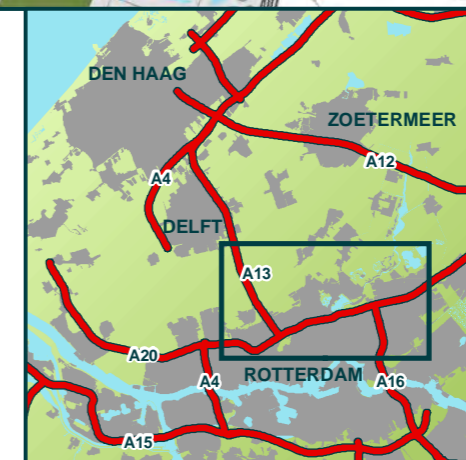 DEN HAAG
ZOETERMEER
A12
A4
DELFT
A13
A20
A4
ROTTERDAM
A16
A15